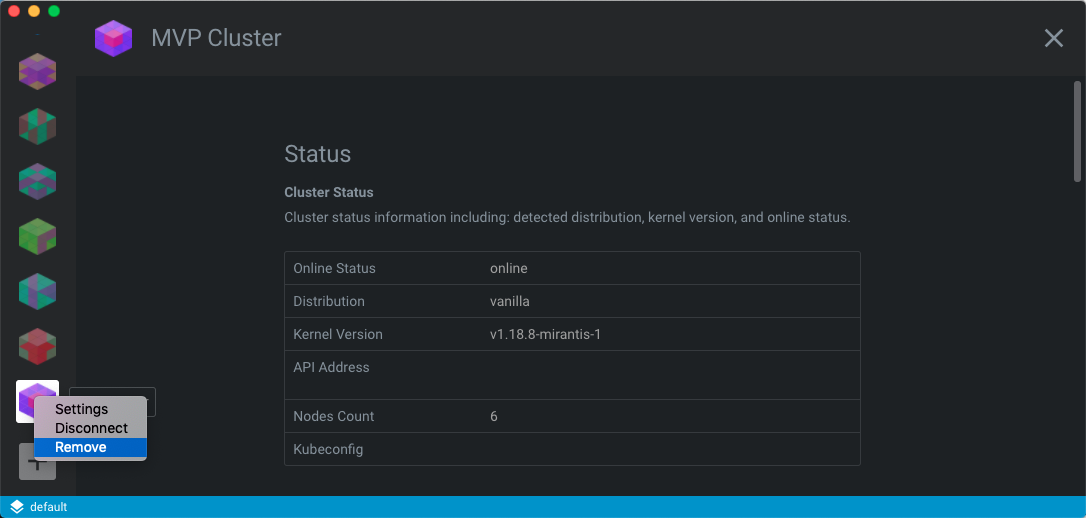 MVP Cluster
Status
Cluster Status
Cluster status information including: detected distribution, kernel version, and online status.
Online Status online
Distribution vanilla
Kernel Version v1.18.8-mirantis-1
API Address
Nodes Count 6
Kubeconfig
Settings
Disconnect
Remove
default